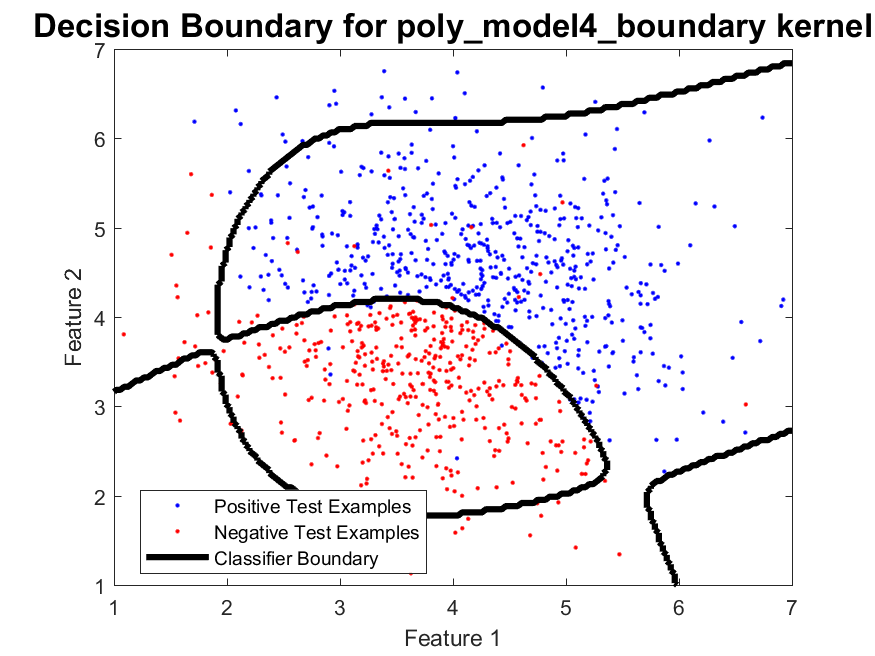 Decision Boundary for poly_model4_boundary kernel
7
6
5
4
3
2
1
Feature 2
Positive Test Examples
Negative Test Examples
Classifier Boundary
1 2 3 4 5 6 7
Feature 1